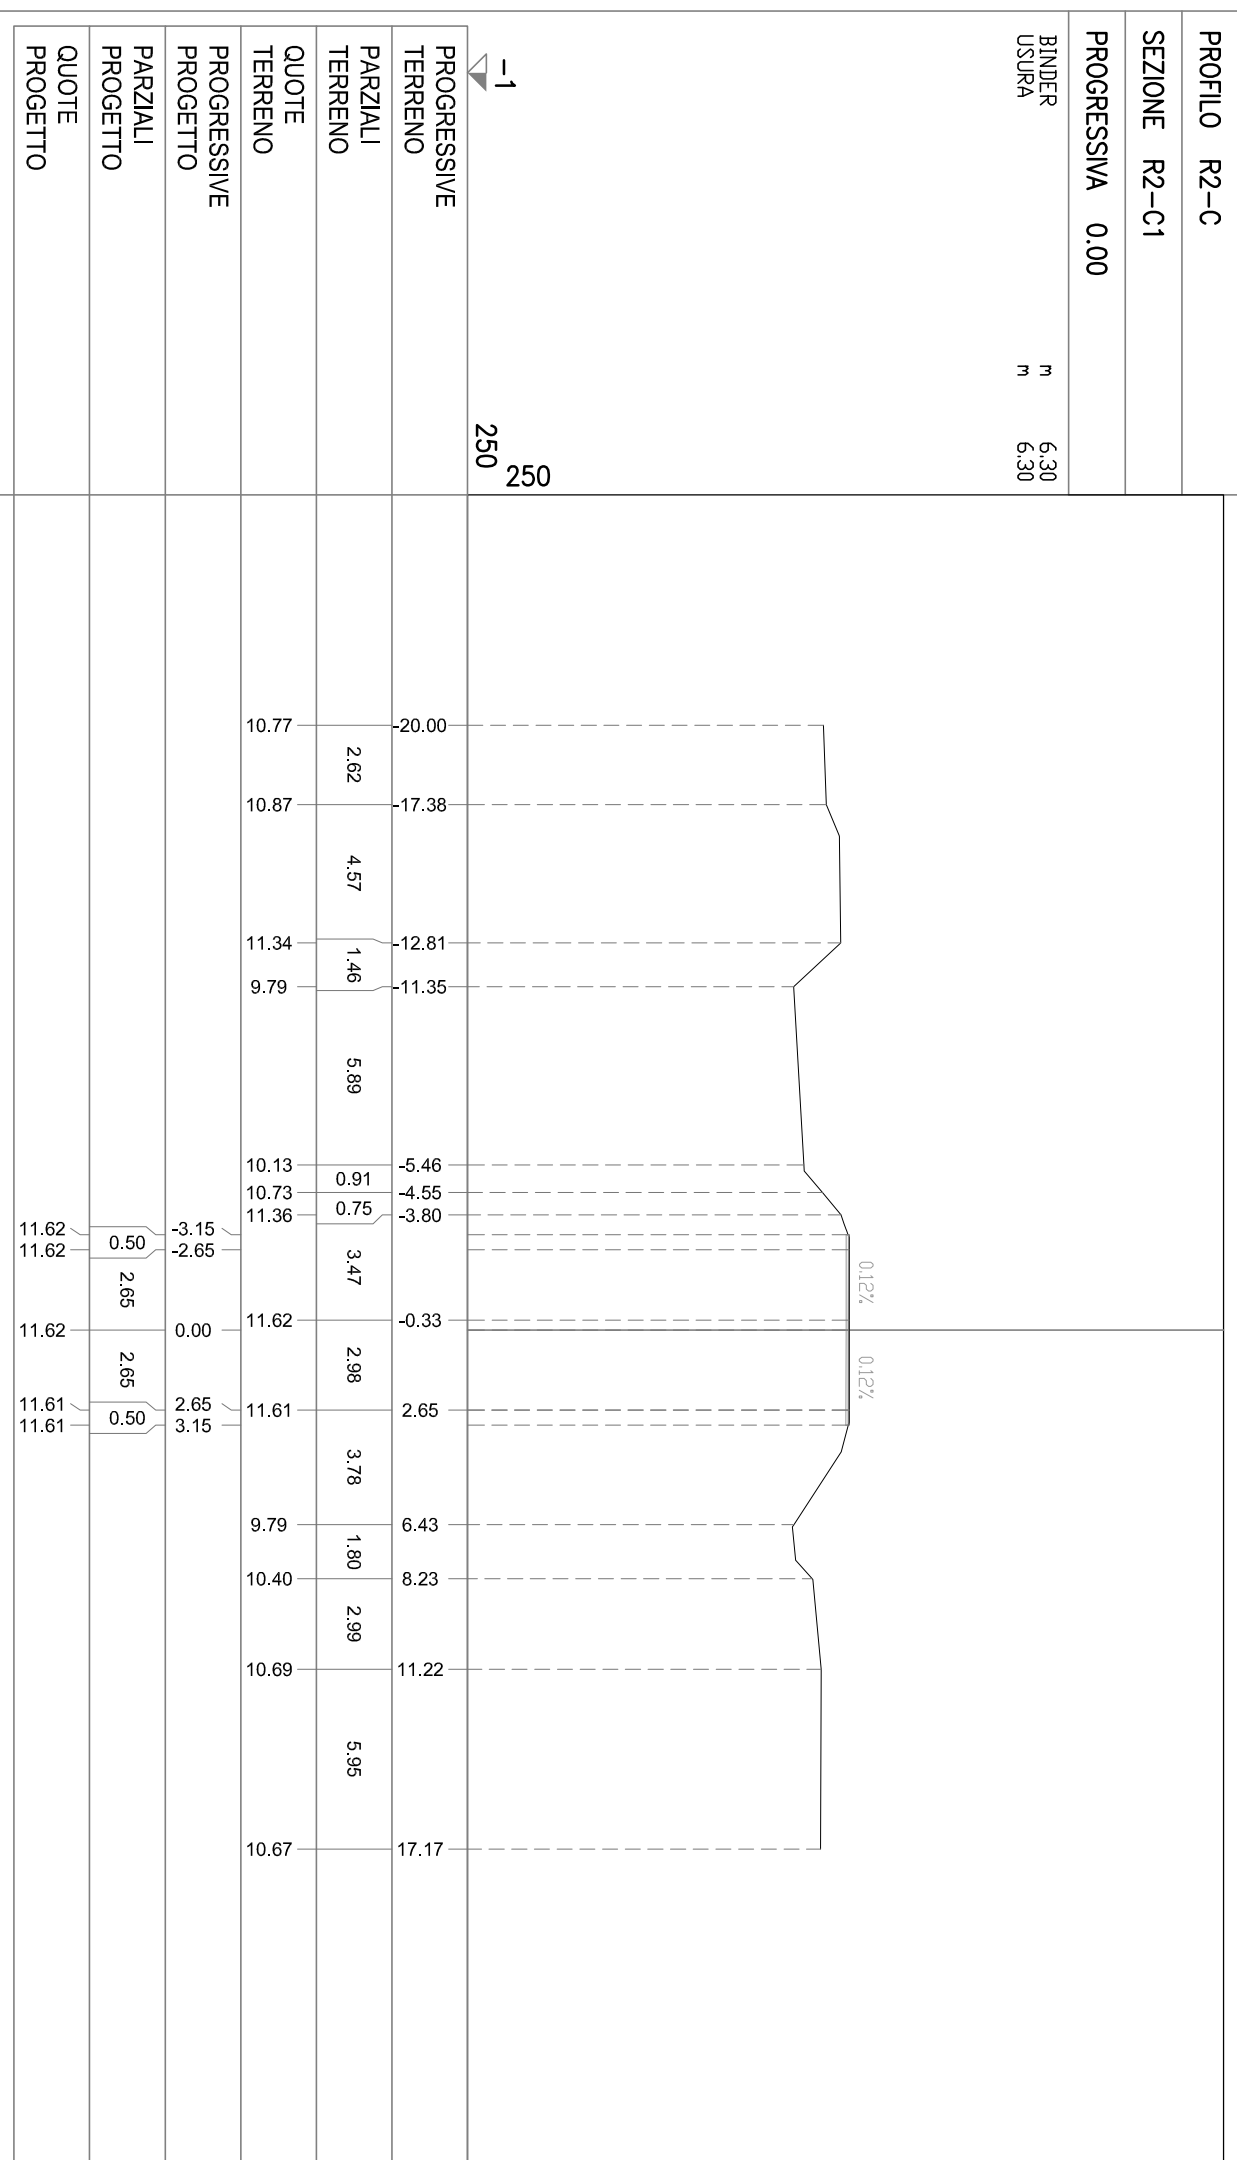 PROFILO R2-C
SEZIONE R2-C1
PROGRESSIVA 0.00
BINDER m 6.30
USURA m 6.30
0.12% 0.12%
250
-1
250
PROGRESSIVE
TERRENO
-20.00 -17.38 -12.81 -11.35 -5.46 -4.55 -3.80 -0.33 2.65 6.43 8.23 11.22 17.17
PARZIALI
TERRENO
2.62 4.57 1.46 5.89 0.91 0.75 3.47 2.98 3.78 1.80 2.99 5.95
QUOTE
TERRENO
10.77 10.87 11.34 9.79 10.13 10.73 11.36 11.62 11.61 9.79 10.40 10.69 10.67
PROGRESSIVE
PROGETTO
-3.15 -2.65 0.00 2.65 3.15
PARZIALI
PROGETTO
0.50 2.65 2.65 0.50
QUOTE
PROGETTO
11.62 11.62 11.62 11.61 11.61